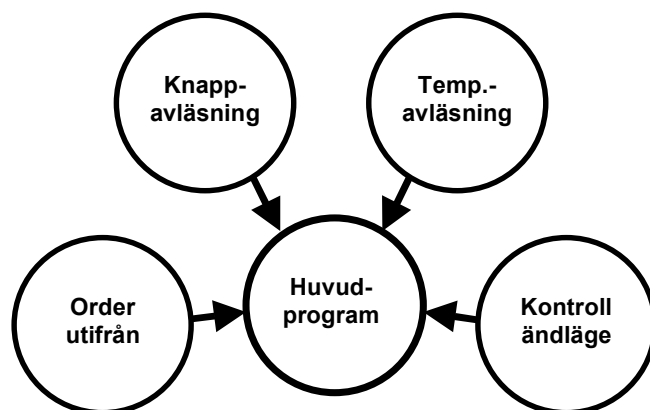 Knapp-
avläsning
Temp.-
avläsning
Order
utifrån
Huvud-
program
Kontroll
ändläge